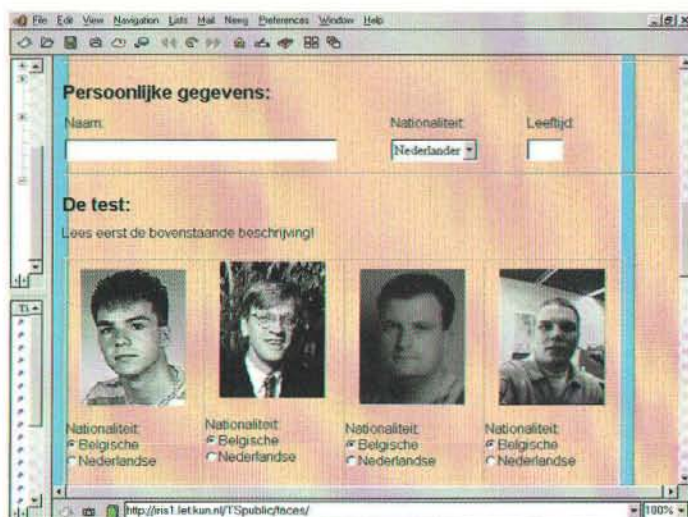 File Edit View Navigation Lists Mail Neeg Preferences Window Help
Persoonlijke gegevens:
Naam: Nationaliteit: Leeftijd:
Nederlander
De test:
Lees eerst de bovenstaande beschrijving!
Nationaliteit: Nationaliteit: Nationaliteit: Nationaliteit:
Belgische Belgische Belgische Belgische
Nederlandse Nederlandse Nederlandse Nederlandse
http://iris1.let.kun.nl/TSpublic/faces/ 100%